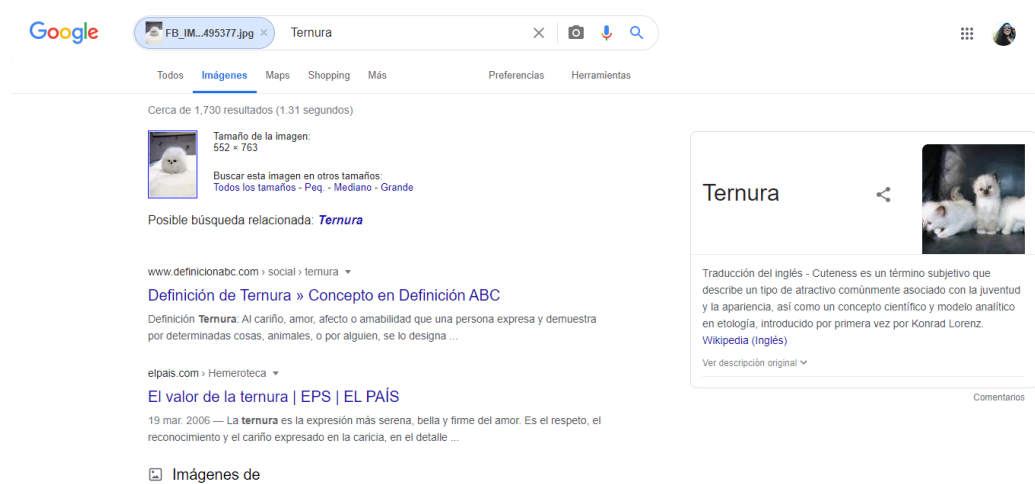 Google
FB_IM...495377.jpg ×
Ternura
Todos Imágenes Maps Shopping Más Preferencias Herramientas
Cerca de 1,730 resultados (1.31 segundos)
Tamaño de la imagen:
552 × 763
Buscar esta imagen en otros tamaños:
Todos los tamaños - Peq. - Mediano - Grande
Posible búsqueda relacionada: Ternura
www.definicionabc.com › social › ternura
Definición de Ternura » Concepto en Definición ABC
Definición Ternura: Al cariño, amor, afecto o amabilidad que una persona expresa y demuestra
por determinadas cosas, animales, o por alguien, se lo designa ...
elpais.com › Hemeroteca
El valor de la ternura | EPS | EL PAÍS
19 mar. 2006 — La ternura es la expresión más serena, bella y firme del amor. Es el respeto, el
reconocimiento y el cariño expresado en la caricia, en el detalle ...
Imágenes de
Ternura
Traducción del inglés - Cuteness es un término subjetivo que
describe un tipo de atractivo comúnmente asociado con la juventud
y la apariencia, así como un concepto científico y modelo analítico
en etología, introducido por primera vez por Konrad Lorenz.
Wikipedia (Inglés)
Ver descripción original
Comentarios